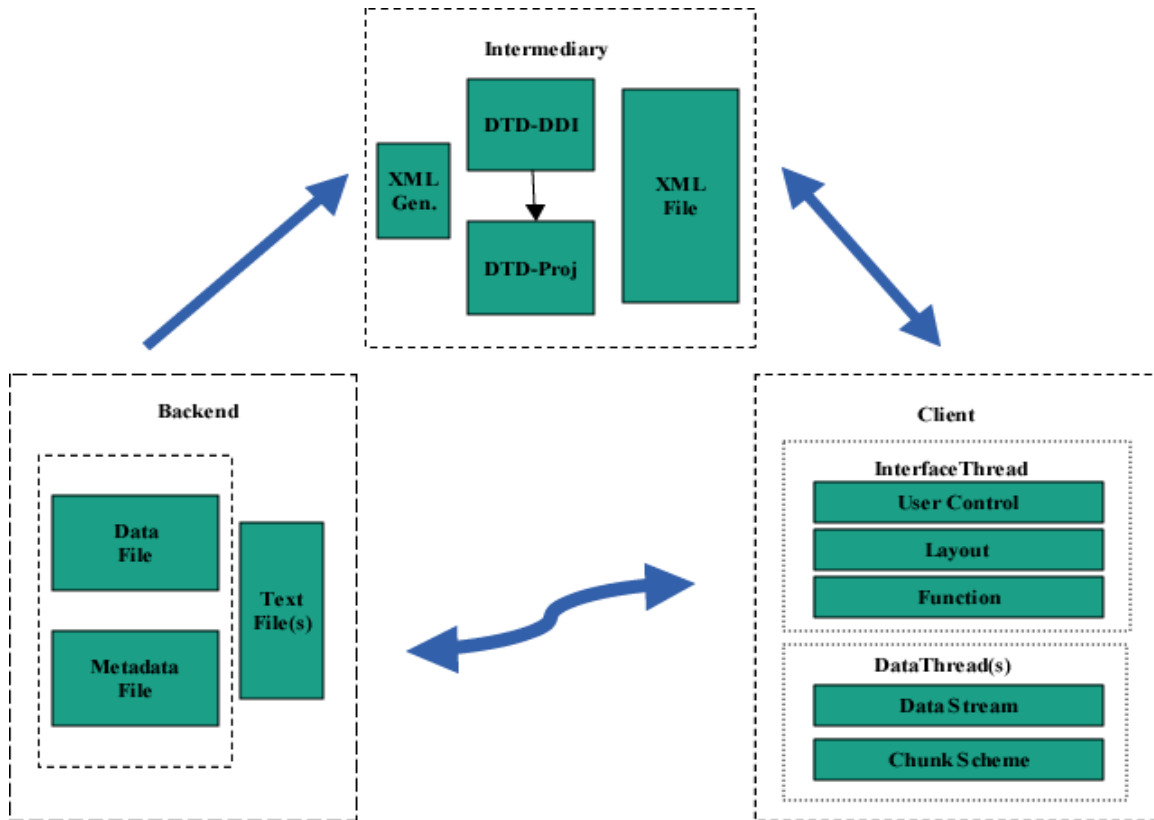 Intermediary
DTD-DDI
XML
Gen.
XML
File
DTD-Proj
Backend
Data
File
Text
File(s)
Metadata
File
Client
InterfaceThread
User Control
Layout
Function
DataThread(s)
Data Stream
Chunk Scheme